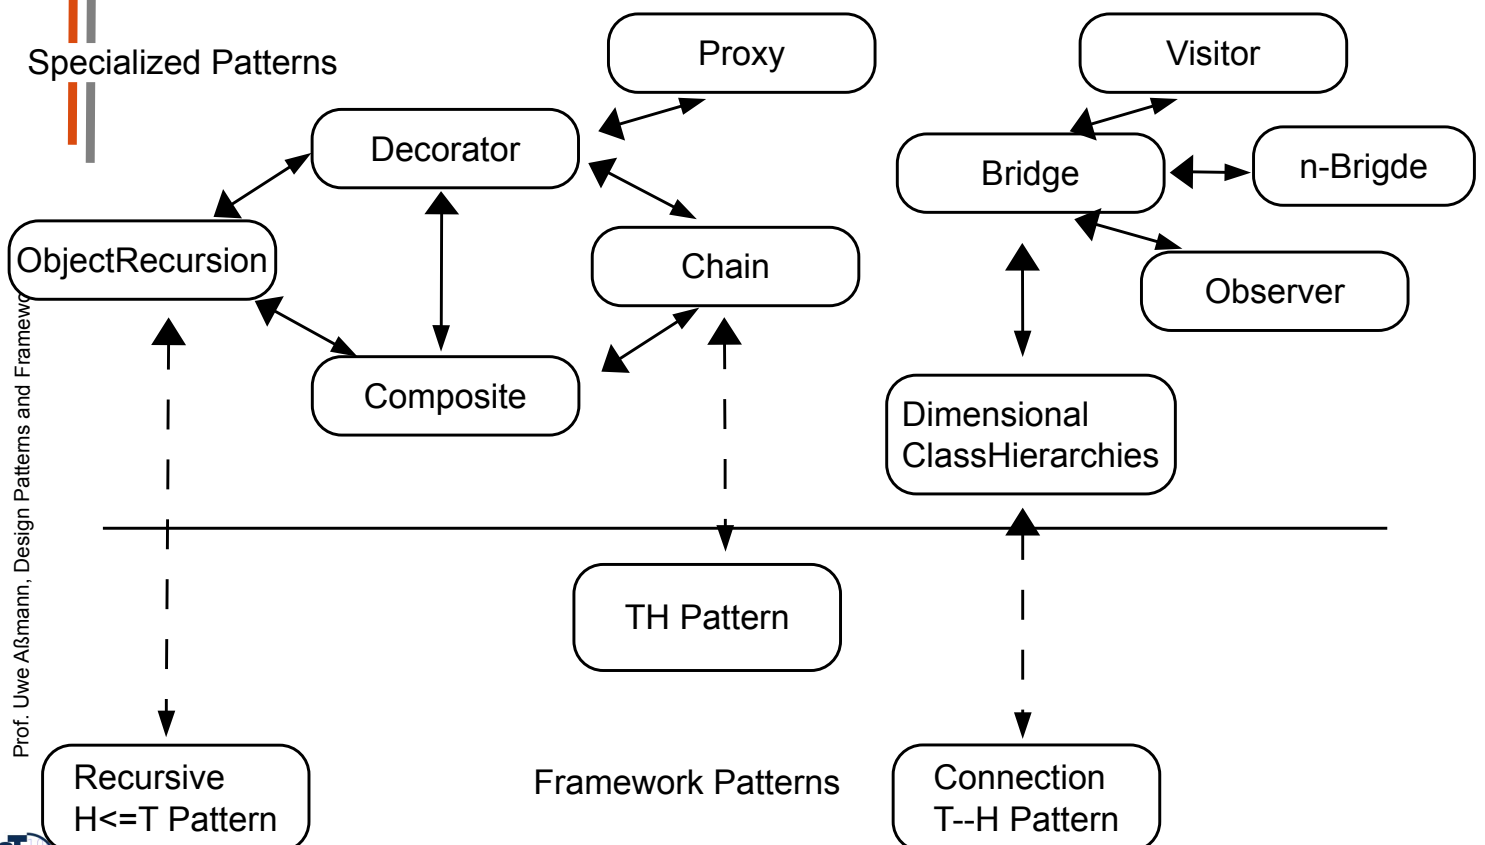 Specialized Patterns
Proxy
Visitor
Decorator
Bridge
n-Brigde
ObjectRecursion
Chain
Observer
Composite
Dimensional
ClassHierarchies
TH Pattern
Recursive
H<=T Pattern
Framework Patterns
Connection
T--H Pattern
Prof. Uwe Aßmann, Design Patterns and